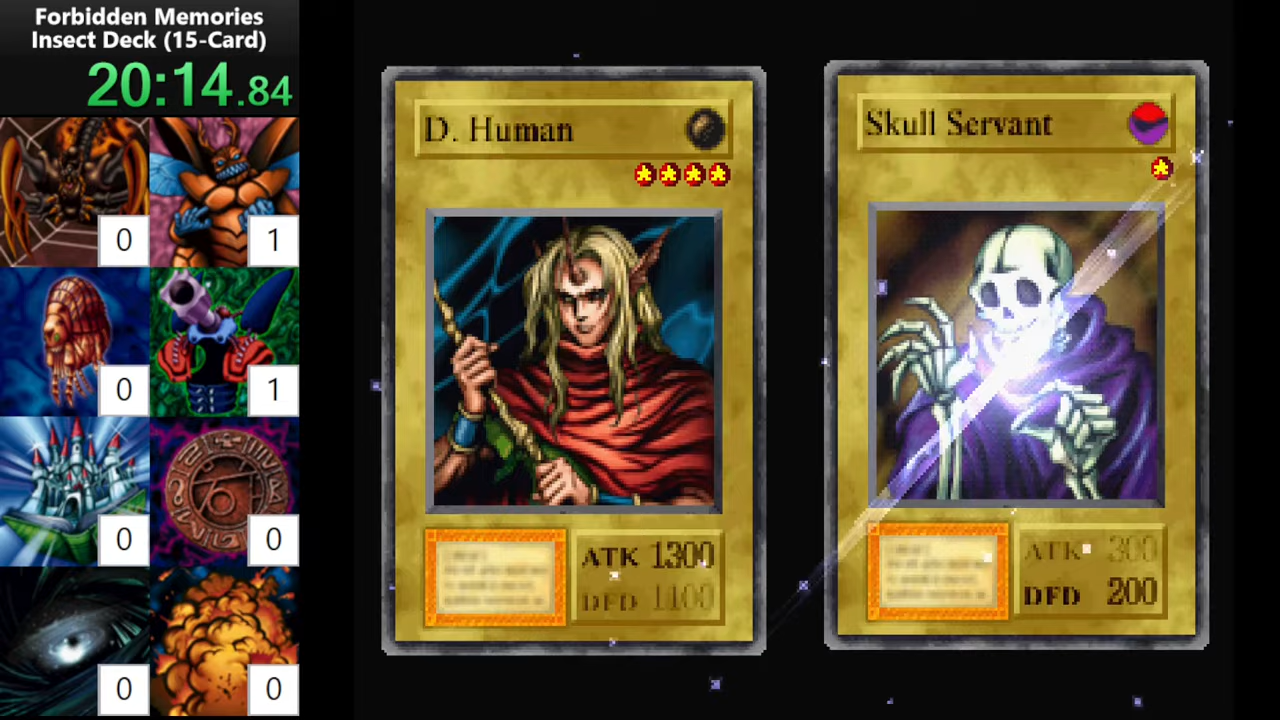 Forbidden Memories
Insect Deck (15-Card)
20:14.84
0
1
0
1
0
0
0
0
D. Human
ATK 1300
DFD 1100
Skull Servant
ATK 300
DFD 200